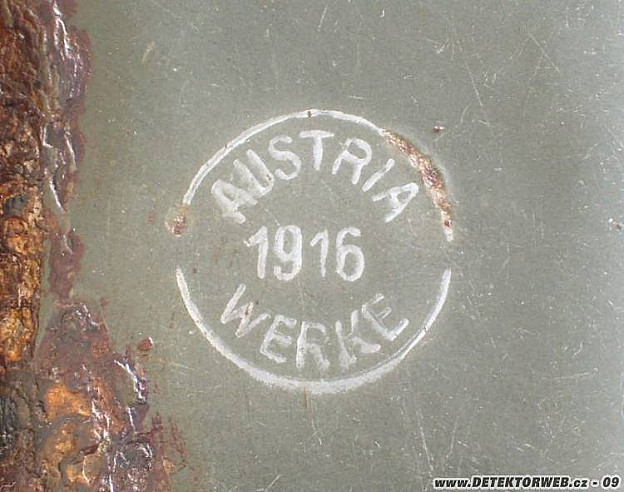 AUSTRIA
1916
WERKE
www.DETEKTORWEB.cz - 09